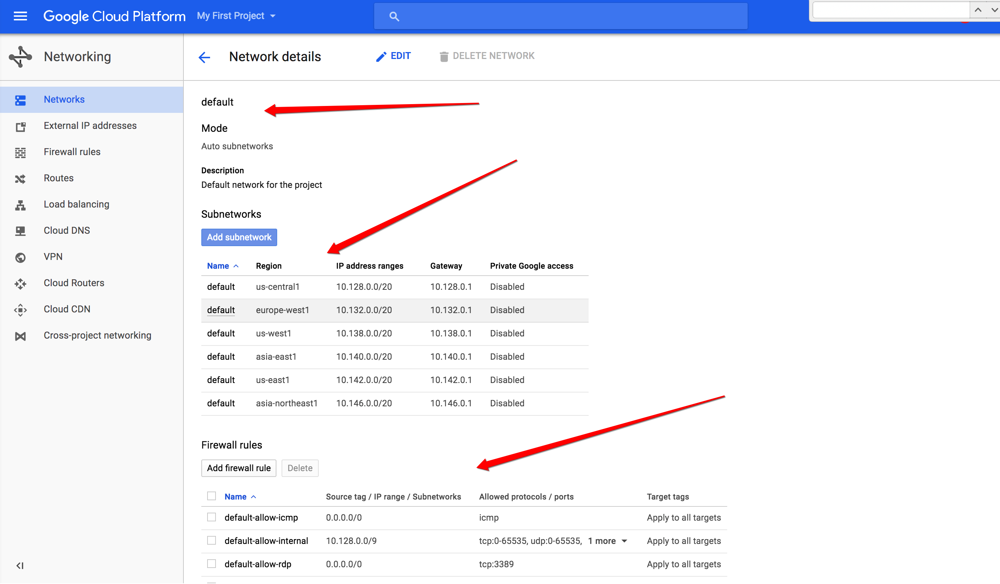 Google Cloud Platform My First Project
Networking
Network details EDIT DELETE NETWORK
Networks
External IP addresses
Firewall rules
Routes
Load balancing
Cloud DNS
VPN
Cloud Routers
Cloud CDN
Cross-project networking
default
Mode
Auto subnetworks
Description
Default network for the project
Subnetworks
Add subnetwork
Name Region IP address ranges Gateway Private Google access
default us-central1 10.128.0.0/20 10.128.0.1 Disabled
default europe-west1 10.132.0.0/20 10.132.0.1 Disabled
default us-west1 10.138.0.0/20 10.138.0.1 Disabled
default asia-east1 10.140.0.0/20 10.140.0.1 Disabled
default us-east1 10.142.0.0/20 10.142.0.1 Disabled
default asia-northeast1 10.146.0.0/20 10.146.0.1 Disabled
Firewall rules
Add firewall rule Delete
Name Source tag / IP range / Subnetworks Allowed protocols / ports Target tags
default-allow-icmp 0.0.0.0/0 icmp Apply to all targets
default-allow-internal 10.128.0.0/9 tcp:0-65535, udp:0-65535, 1 more Apply to all targets
default-allow-rdp 0.0.0.0/0 tcp:3389 Apply to all targets